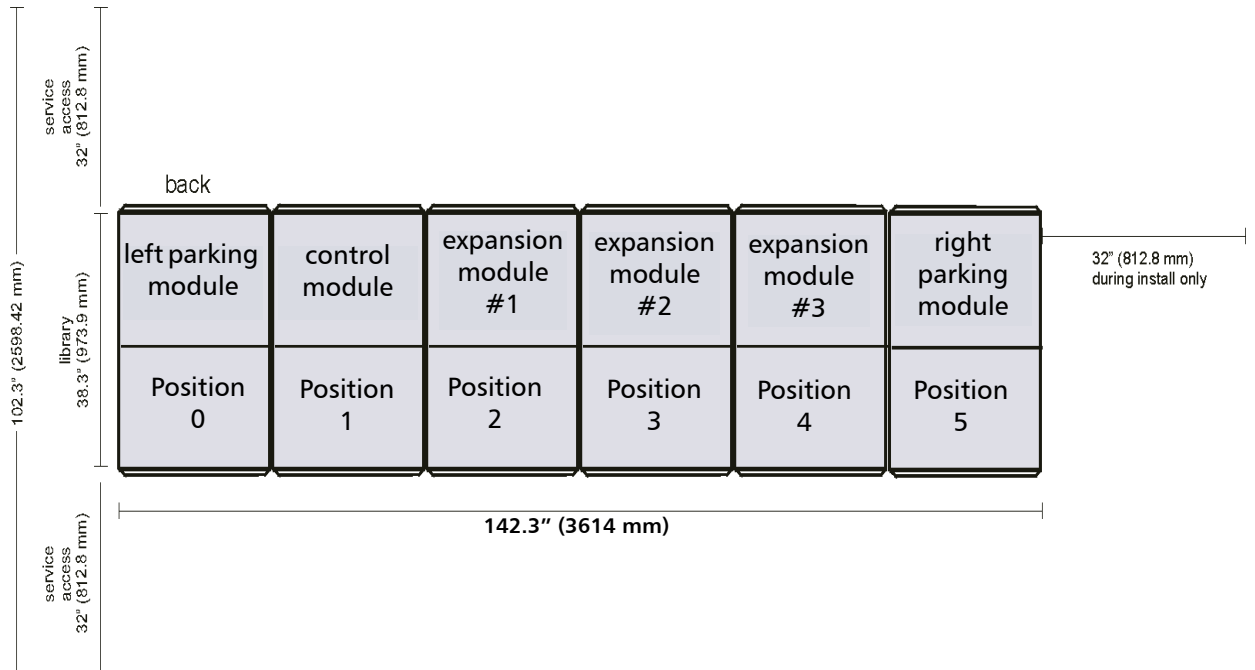 service
access
32" (812.8 mm)
back
102.3" (2598.42 mm)
library
38.3" (973.9 mm)
left parking
module
control
module
expansion
module
#1
expansion
module
#2
expansion
module
#3
right
parking
module
32" (812.8 mm)
during install only
Position
0
Position
1
Position
2
Position
3
Position
4
Position
5
142.3" (3614 mm)
service
access
32" (812.8 mm)